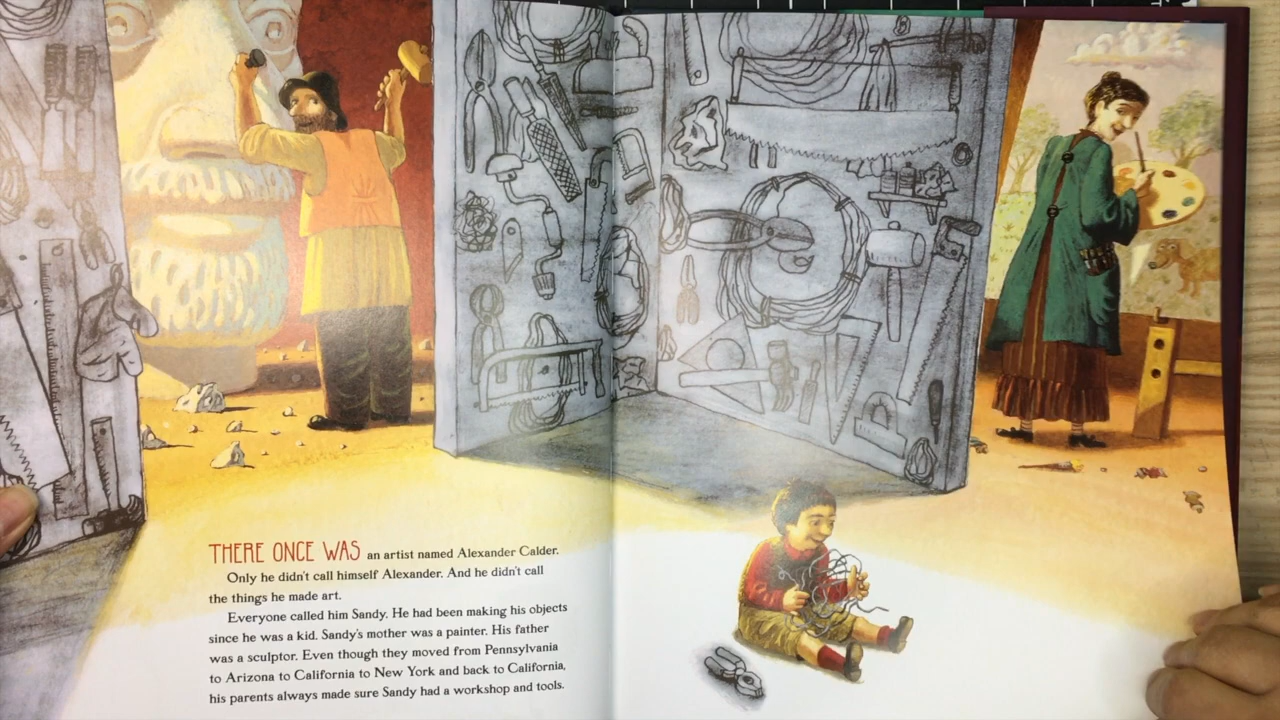 THERE ONCE WAS an artist named Alexander Calder.
Only he didn't call himself Alexander. And he didn't call
the things he made art.
Everyone called him Sandy. He had been making his objects
since he was a kid. Sandy's mother was a painter. His father
was a sculptor. Even though they moved from Pennsylvania
to Arizona to California to New York and back to California,
his parents always made sure Sandy had a workshop and tools.